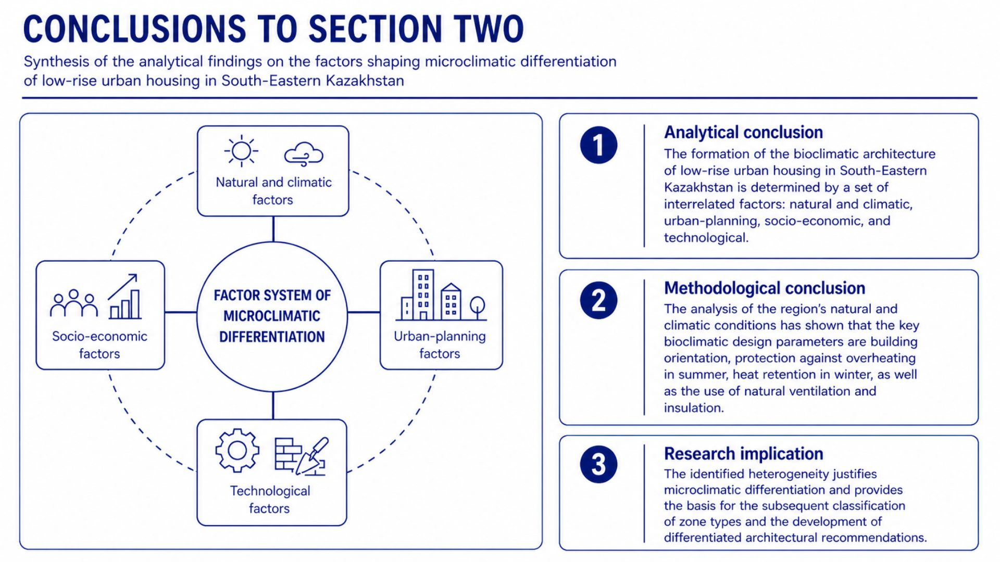 CONCLUSIONS TO SECTION TWO
Synthesis of the analytical findings on the factors shaping microclimatic differentiation
of low-rise urban housing in South-Eastern Kazakhstan
Natural and climatic
factors
Socio-economic
factors
FACTOR SYSTEM OF
MICROCLIMATIC
DIFFERENTIATION
Urban-planning
factors
Technological
factors
1
Analytical conclusion
The formation of the bioclimatic architecture
of low-rise urban housing in South-Eastern
Kazakhstan is determined by a set of
interrelated factors: natural and climatic,
urban-planning, socio-economic, and
technological.
2
Methodological conclusion
The analysis of the region's natural and
climatic conditions has shown that the key
bioclimatic design parameters are building
orientation, protection against overheating
in summer, heat retention in winter, as well
as the use of natural ventilation and
insulation.
3
Research implication
The identified heterogeneity justifies
microclimatic differentiation and provides
the basis for the subsequent classification
of zone types and the development of
differentiated architectural recommendations.